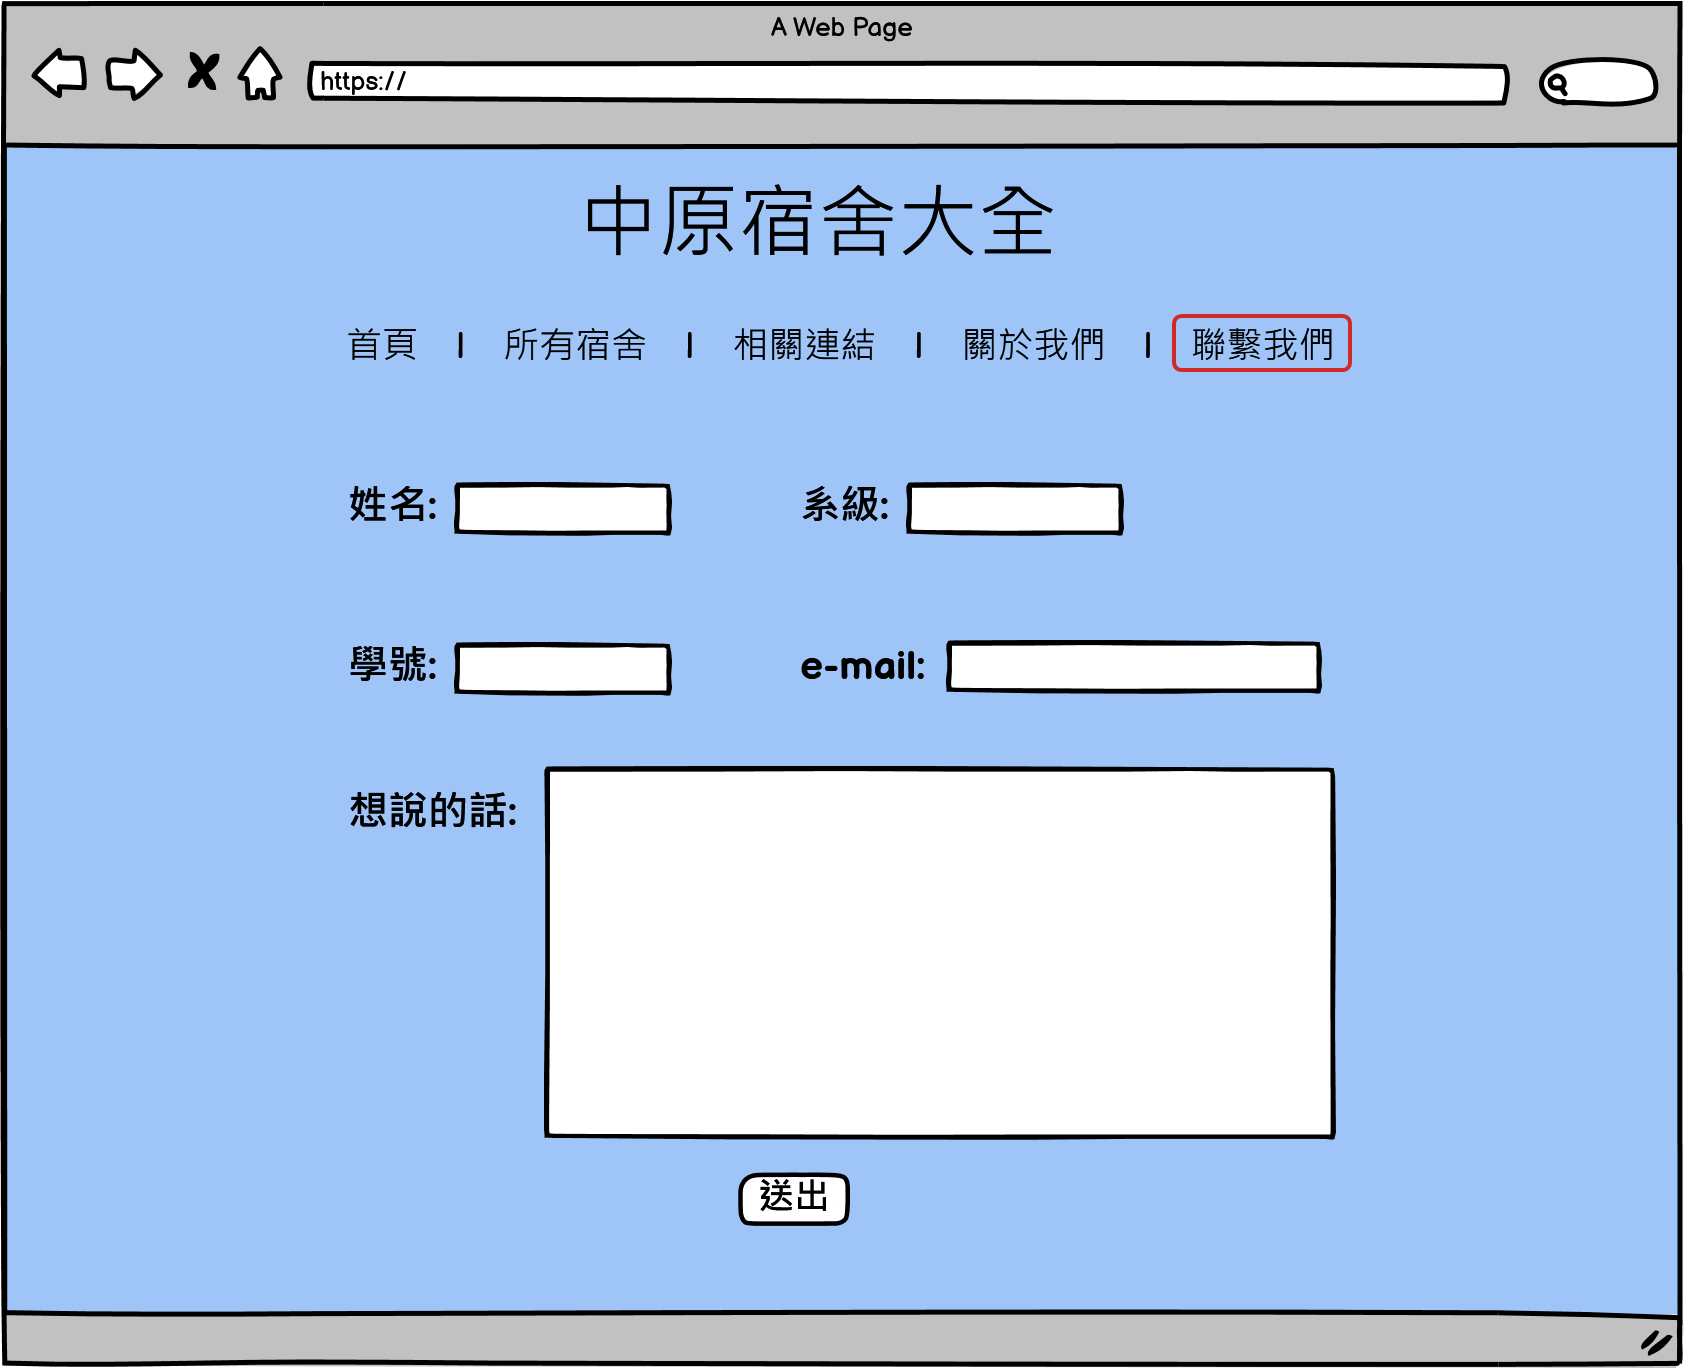 A Web Page
https://
中原宿舍大全
首頁 | 所有宿舍 | 相關連結 | 關於我們 | 聯繫我們
姓名: 系級:
學號: e-mail:
想說的話:
送出